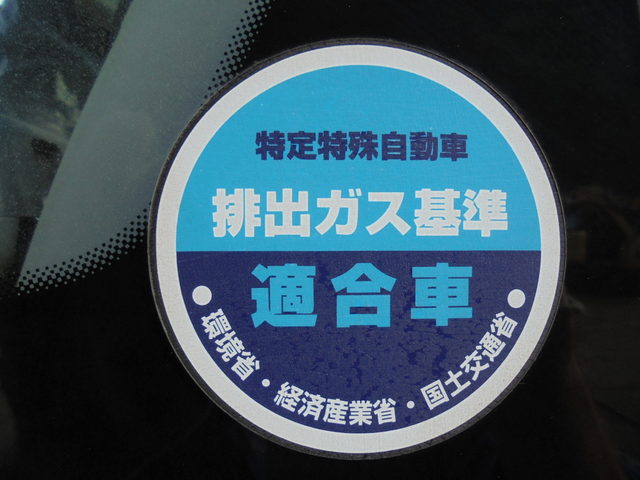 特定特殊自動車
排出ガス基準
適合車
環境省・経済産業省・国土交通省